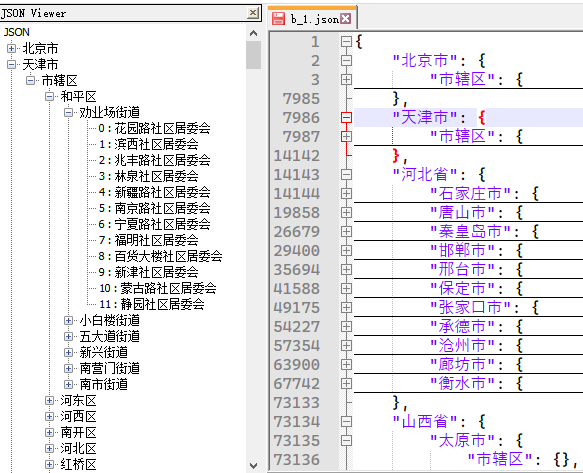 JSON Viewer
JSON
北京市
天津市
市辖区
和平区
劝业场街道
0 : 花园路社区居委会
1 : 滨西社区居委会
2 : 兆丰路社区居委会
3 : 林泉社区居委会
4 : 新疆路社区居委会
5 : 南京路社区居委会
6 : 宁夏路社区居委会
7 : 福明社区居委会
8 : 百货大楼社区居委会
9 : 新津社区居委会
10 : 蒙古路社区居委会
11 : 静园社区居委会
小白楼街道
五大道街道
新兴街道
南营门街道
南市街道
河东区
河西区
南开区
河北区
红桥区
b_1.json
1 {
2 "北京市": {
3 "市辖区": {
7985 },
7986 "天津市": {
7987 "市辖区": {
14142 },
14143 "河北省": {
14144 "石家庄市": {
19858 "唐山市": {
26679 "秦皇岛市": {
29400 "邯郸市": {
35694 "邢台市": {
41588 "保定市": {
49175 "张家口市": {
54227 "承德市": {
57354 "沧州市": {
63900 "廊坊市": {
67742 "衡水市": {
73133 },
73134 "山西省": {
73135 "太原市": {
73136 "市辖区": {},